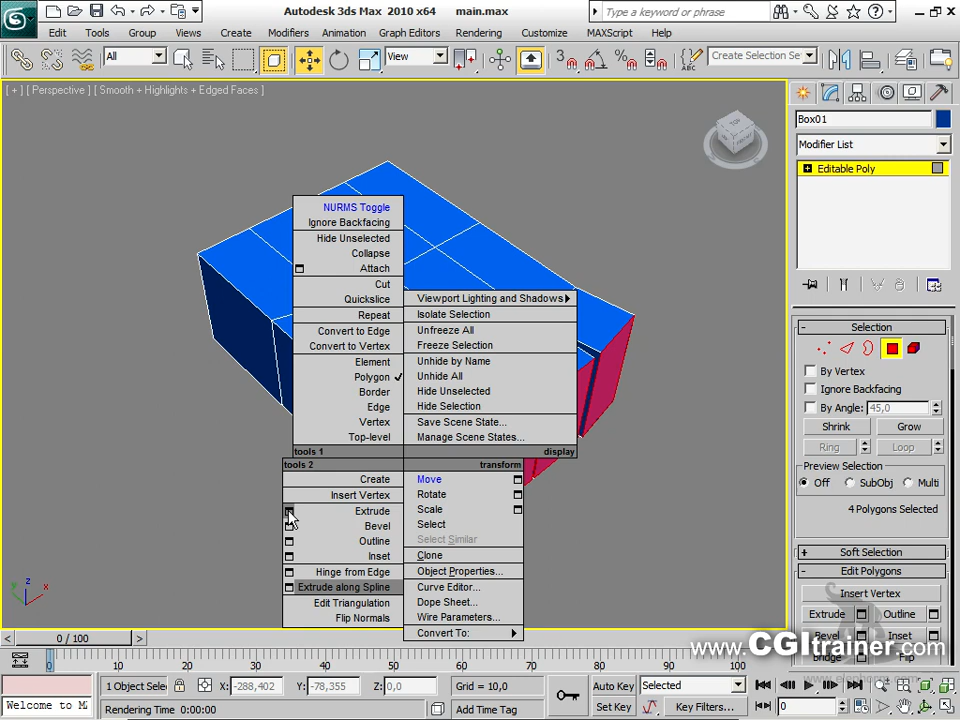 Autodesk 3ds Max 2010 x64 main.max
Type a keyword or phrase
Edit Tools Group Views Create Modifiers Animation Graph Editors Rendering Customize MAXScript Help
All View Create Selection Se
[ + ] [ Perspective ] [ Smooth + Highlights + Edged Faces ]
Box01
Modifier List
Editable Poly
NURMS Toggle
Ignore Backfacing
Hide Unselected
Collapse
Attach
Cut
Quickslice
Repeat
Convert to Edge
Convert to Vertex
Element
Polygon
Border
Edge
Vertex
Top-level
tools 1
Viewport Lighting and Shadows
Isolate Selection
Unfreeze All
Freeze Selection
Unhide by Name
Unhide All
Hide Unselected
Hide Selection
Save Scene State...
Manage Scene States...
display
tools 2
Create
Insert Vertex
Extrude
Bevel
Outline
Inset
Hinge from Edge
Extrude along Spline
Edit Triangulation
Flip Normals
transform
Move
Rotate
Scale
Select
Select Similar
Clone
Object Properties...
Curve Editor...
Dope Sheet...
Wire Parameters...
Convert To:
Selection
By Vertex
Ignore Backfacing
By Angle: 45,0
Shrink Grow
Ring Loop
Preview Selection
Off SubObj Multi
4 Polygons Selected
Soft Selection
Edit Polygons
Insert Vertex
Extrude Outline
Bevel Inset
Bridge Flip
www.CGItrainer.com
z
x
0 / 100
0 10 20 30 40 50 60 70 80 90 100
1 Object Selec X: -288,402 Y: -78,355 Z: 0,0 Grid = 10,0 Auto Key Selected
Welcome to M Rendering Time 0:00:00 Add Time Tag Set Key Key Filters... 0